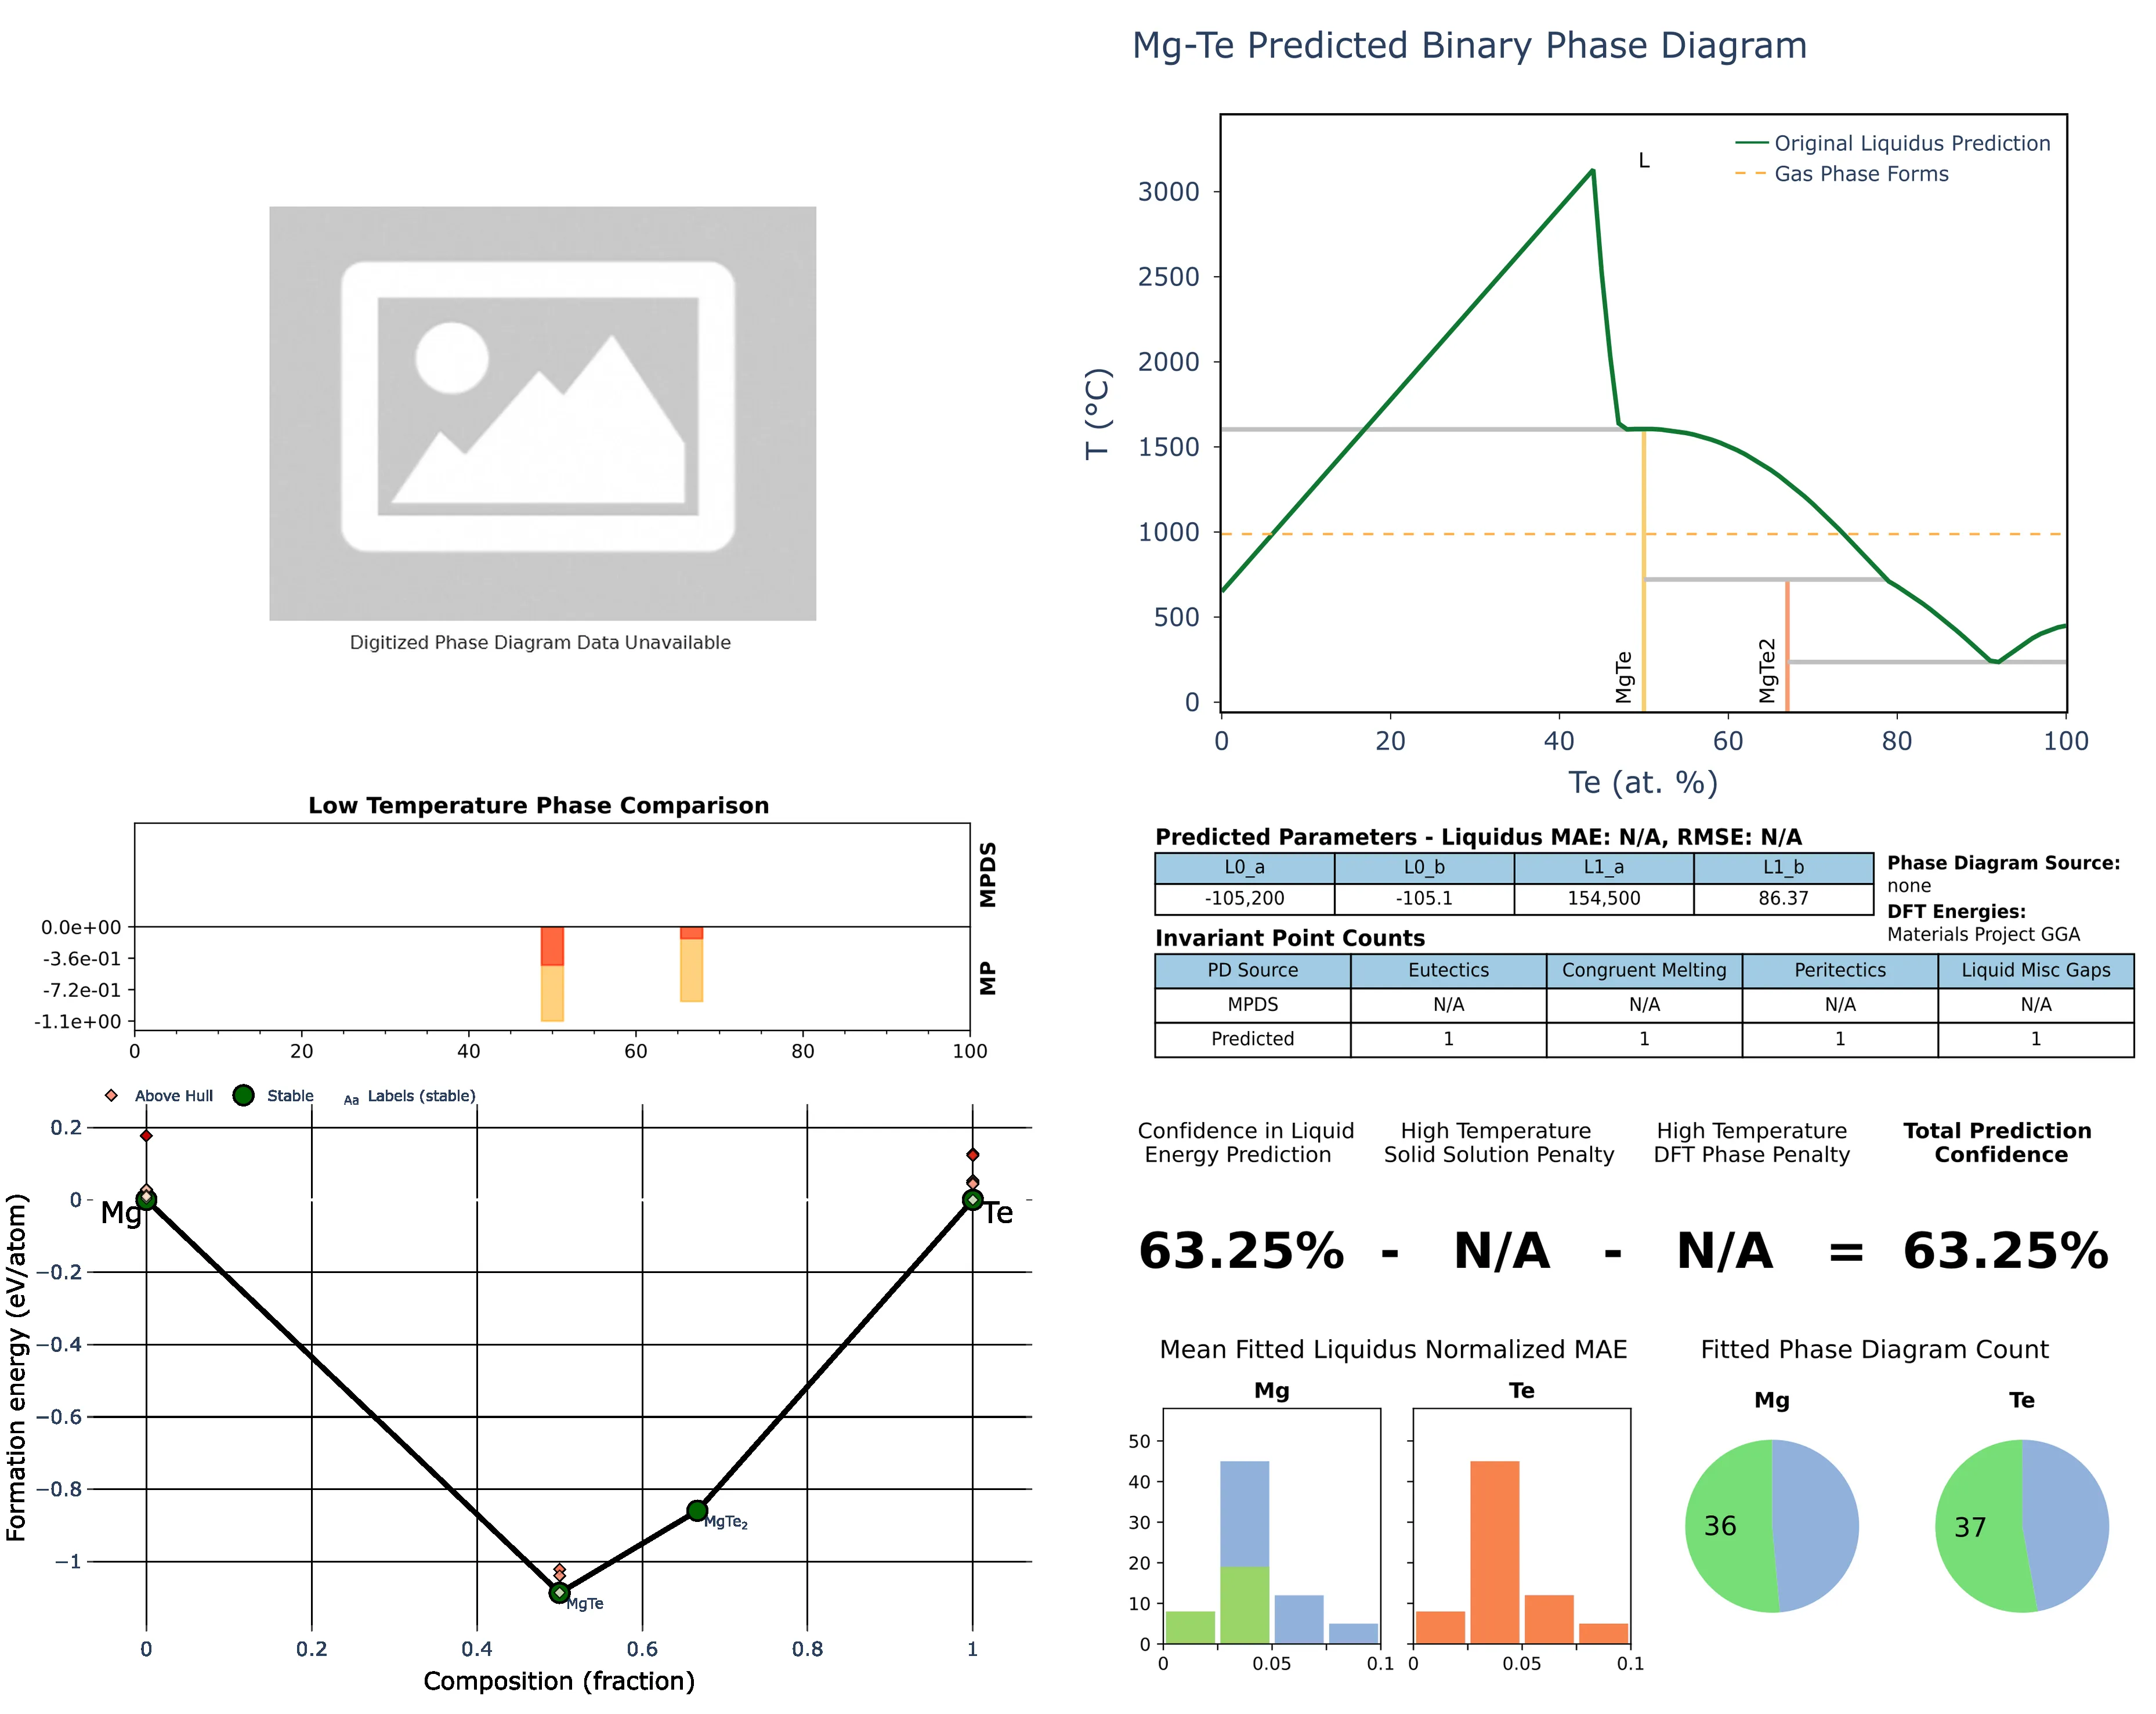 Mg-Te Predicted Binary Phase Diagram
Digitized Phase Diagram Data Unavailable
T (°C)
3000
2500
2000
1500
1000
500
0
L
Original Liquidus Prediction
Gas Phase Forms
MgTe
MgTe2
0 20 40 60 80 100
Te (at. %)
Low Temperature Phase Comparison
MPDS
MP
0.0e+00
-3.6e-01
-7.2e-01
-1.1e+00
0 20 40 60 80 100
Predicted Parameters - Liquidus MAE: N/A, RMSE: N/A
L0_a L0_b L1_a L1_b
-105,200 -105.1 154,500 86.37
Phase Diagram Source:
none
DFT Energies:
Materials Project GGA
Invariant Point Counts
PD Source Eutectics Congruent Melting Peritectics Liquid Misc Gaps
MPDS N/A N/A N/A N/A
Predicted 1 1 1 1
Above Hull Stable Aa Labels (stable)
Formation energy (eV/atom)
0.2
0
−0.2
−0.4
−0.6
−0.8
−1
Mg
Te
MgTe₂
MgTe
0 0.2 0.4 0.6 0.8 1
Composition (fraction)
Confidence in Liquid
Energy Prediction
High Temperature
Solid Solution Penalty
High Temperature
DFT Phase Penalty
Total Prediction
Confidence
63.25% - N/A - N/A = 63.25%
Mean Fitted Liquidus Normalized MAE
Mg
Te
50
40
30
20
10
0
0 0.05 0.1
0 0.05 0.1
Fitted Phase Diagram Count
Mg
Te
36
37